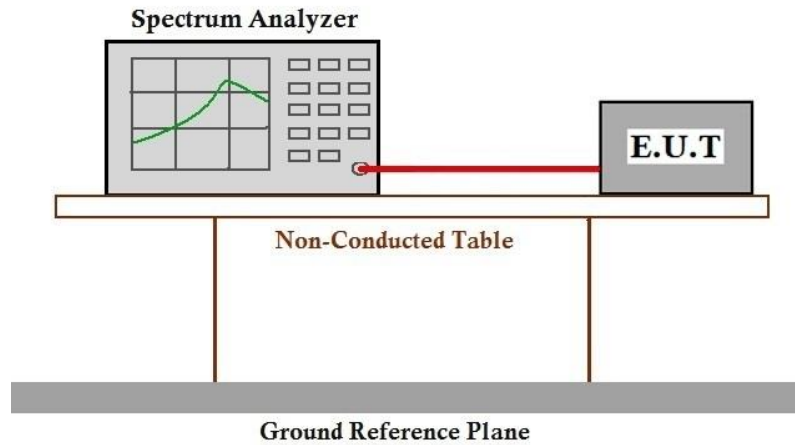 Spectrum Analyzer
E.U.T
Non-Conducted Table
Ground Reference Plane